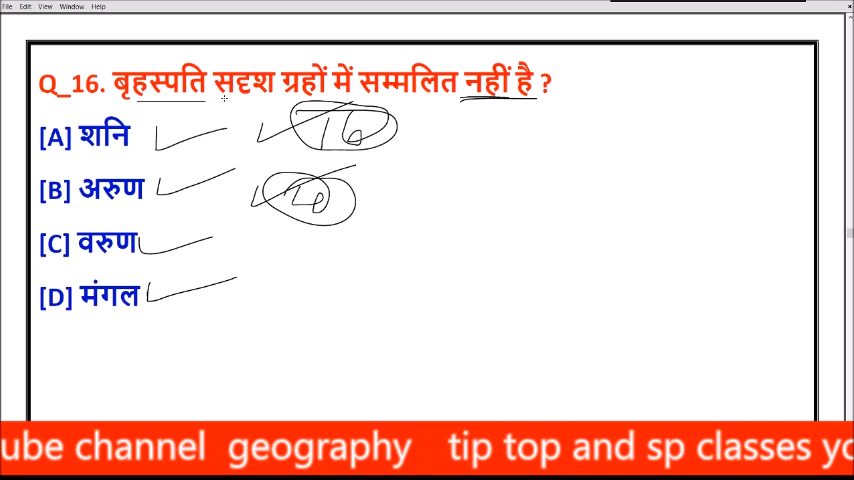 File Edit View Window Help
Q_16. बृहस्पति सदृश ग्रहों में सम्मलित नहीं है ?
[A] शनि
16
[B] अरुण
[C] वरुण
[D] मंगल
ube channel geography tip top and sp classes yo